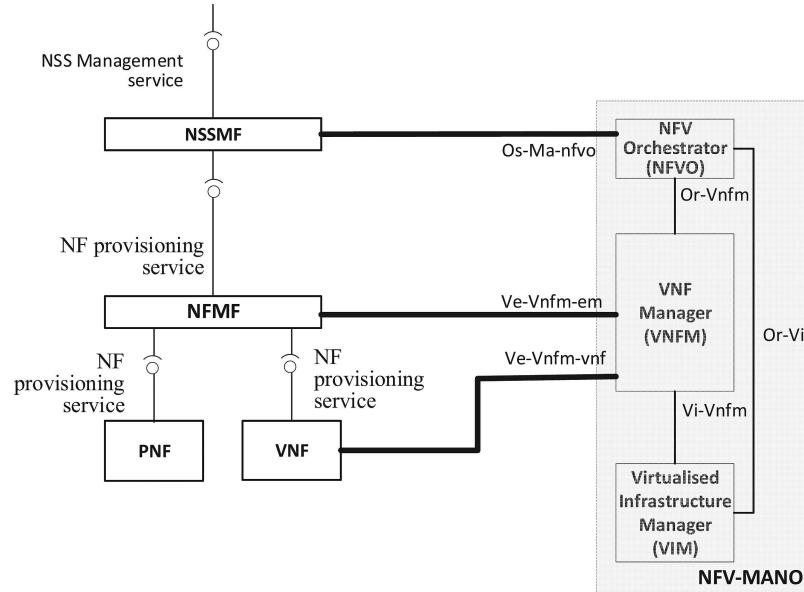 NSS Management
service
NSSMF
Os-Ma-nfvo
NFV
Orchestrator
(NFVO)
Or-Vnfm
NF provisioning
service
NFMF
Ve-Vnfm-em
VNF
Manager
(VNFM)
Or-Vi
NF
provisioning
service
NF
provisioning
service
Ve-Vnfm-vnf
Vi-Vnfm
PNF
VNF
Virtualised
Infrastructure
Manager
(VIM)
NFV-MANO